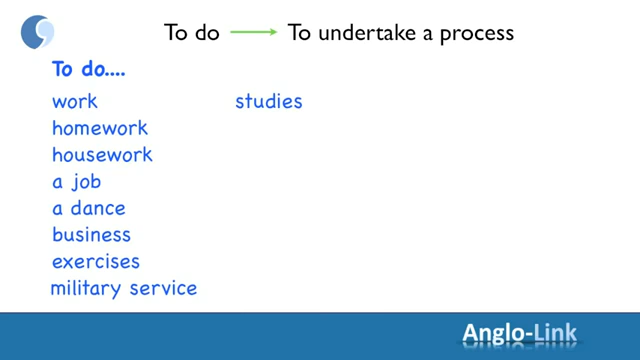 To do → To undertake a process
To do....
work
homework
housework
a job
a dance
business
exercises
military service
studies
Anglo-Link